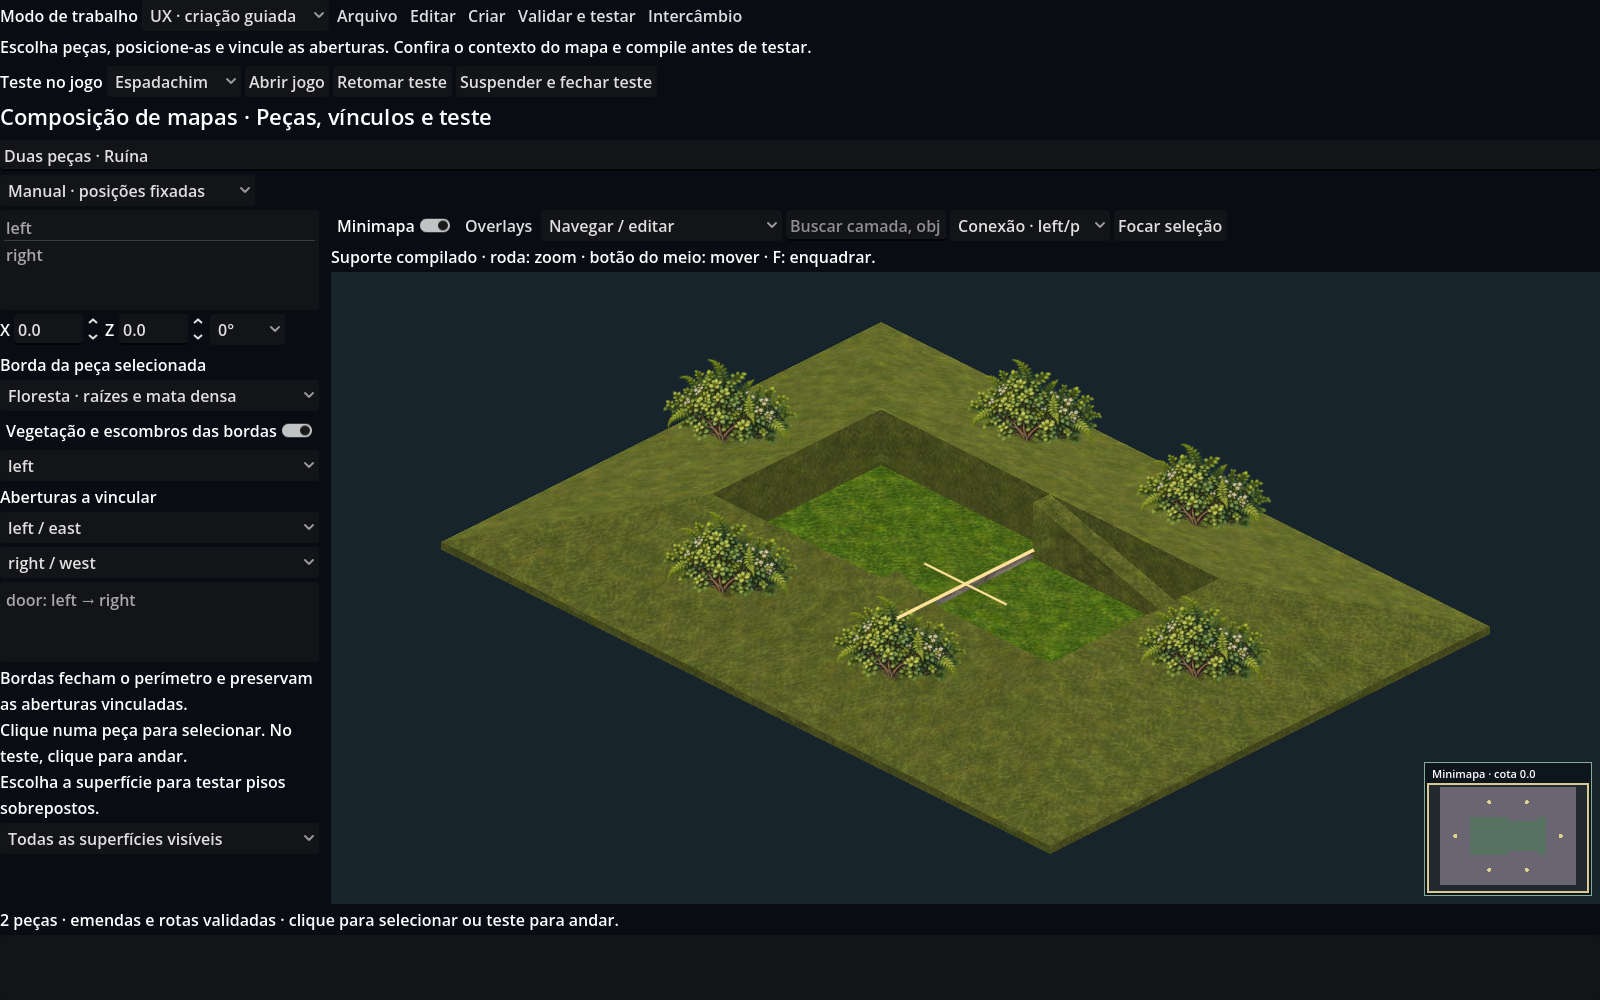 Modo de trabalho UX · criação guiada Arquivo Editar Criar Validar e testar Intercâmbio
Escolha peças, posicione-as e vincule as aberturas. Confira o contexto do mapa e compile antes de testar.
Teste no jogo Espadachim Abrir jogo Retomar teste Suspender e fechar teste
Composição de mapas · Peças, vínculos e teste
Duas peças · Ruína
Manual · posições fixadas
left
right
X 0.0 Z 0.0 0°
Borda da peça selecionada
Floresta · raízes e mata densa
Vegetação e escombros das bordas
left
Aberturas a vincular
left / east
right / west
door: left → right
Bordas fecham o perímetro e preservam
as aberturas vinculadas.
Clique numa peça para selecionar. No
teste, clique para andar.
Escolha a superfície para testar pisos
sobrepostos.
Todas as superfícies visíveis
Minimapa Overlays Navegar / editar Buscar camada, obj Conexão · left/p Focar seleção
Suporte compilado · roda: zoom · botão do meio: mover · F: enquadrar.
Minimapa · cota 0.0
2 peças · emendas e rotas validadas · clique para selecionar ou teste para andar.